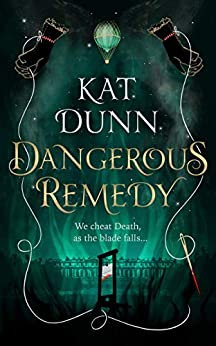 KAT
DUNN
DANGEROUS
REMEDY
We cheat Death,
as the blade falls...